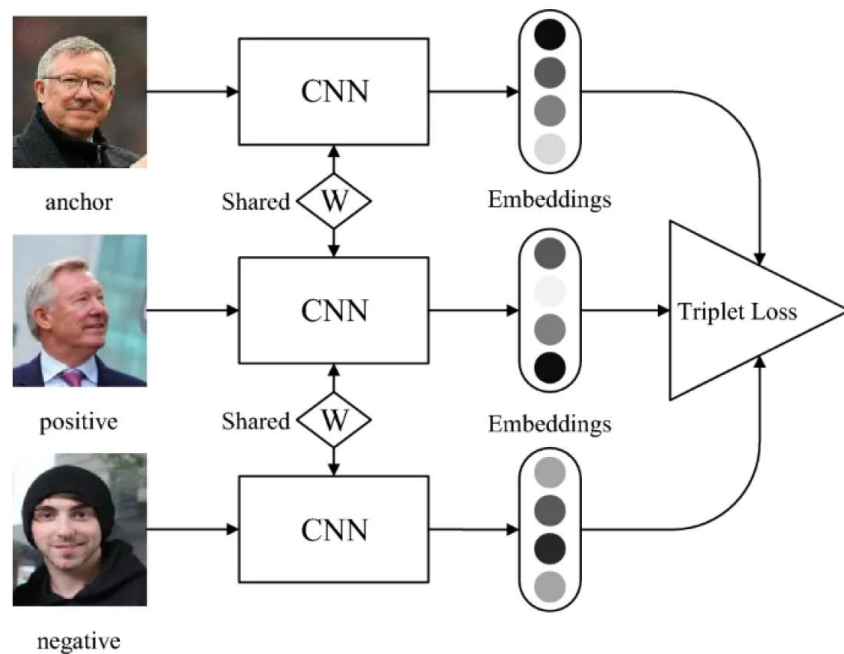 CNN
anchor
Shared
W
Embeddings
CNN
Triplet Loss
positive
Shared
W
Embeddings
CNN
negative